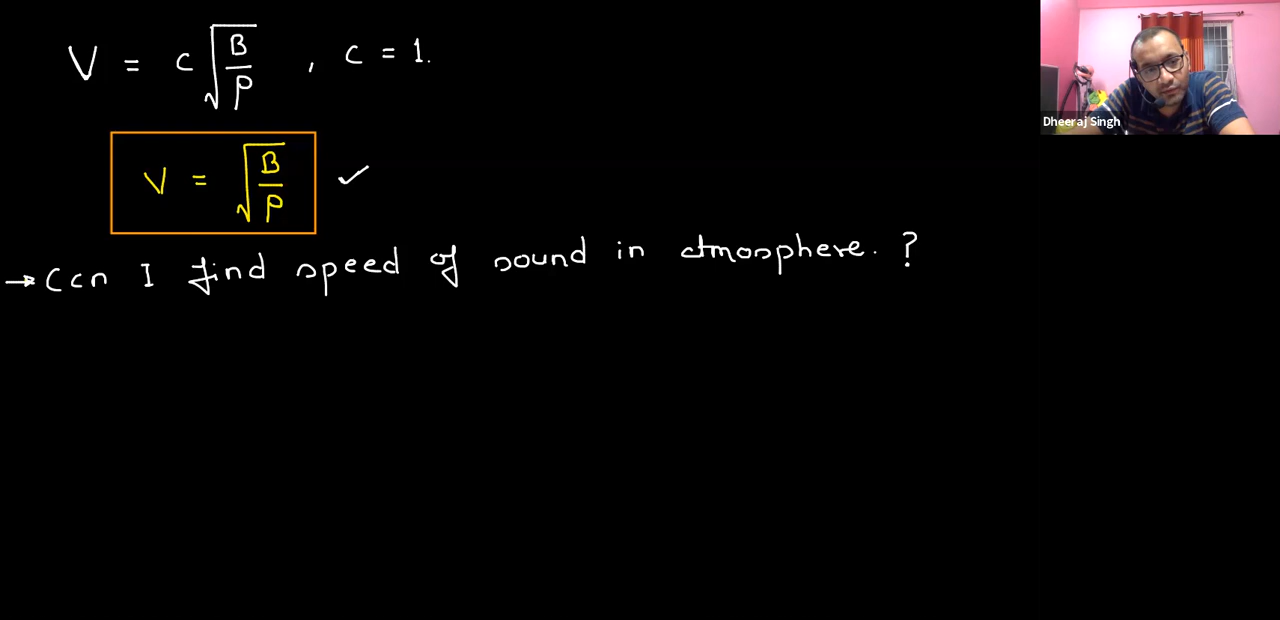 V = c √(B/ρ) , c = 1.
V = √(B/ρ) ✓
→ Can I find speed of sound in atmosphere. ?
Dheeraj Singh